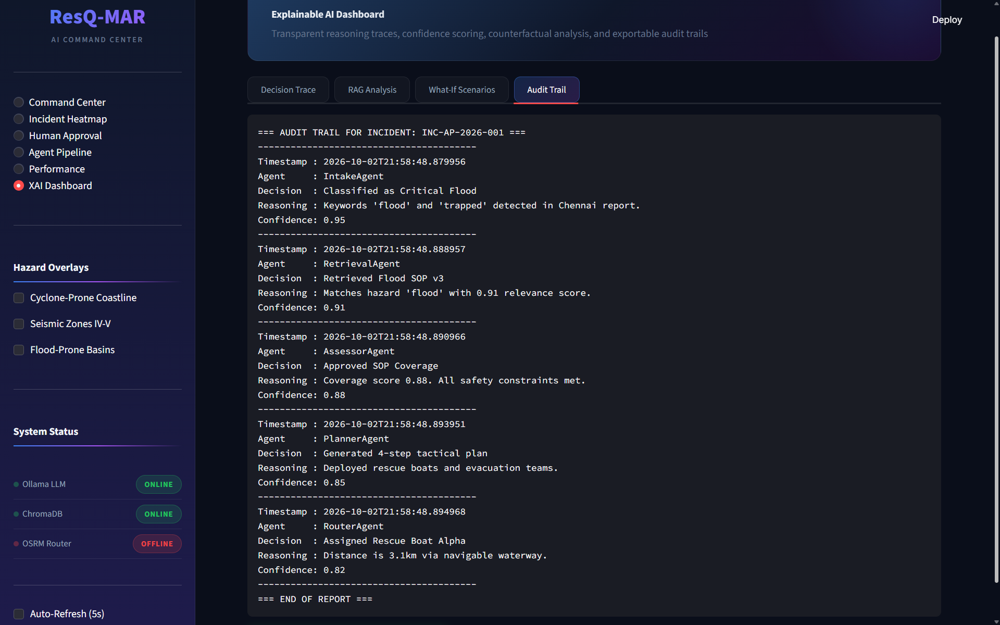 ResQ-MAR
AI COMMAND CENTER
Command Center
Incident Heatmap
Human Approval
Agent Pipeline
Performance
XAI Dashboard
Hazard Overlays
Cyclone-Prone Coastline
Seismic Zones IV-V
Flood-Prone Basins
System Status
Ollama LLM ONLINE
ChromaDB ONLINE
OSRM Router OFFLINE
Auto-Refresh (5s)
Deploy
Explainable AI Dashboard
Transparent reasoning traces, confidence scoring, counterfactual analysis, and exportable audit trails
Decision Trace RAG Analysis What-If Scenarios Audit Trail
=== AUDIT TRAIL FOR INCIDENT: INC-AP-2026-001 ===
----------------------------------------
Timestamp : 2026-10-02T21:58:48.879956
Agent     : IntakeAgent
Decision  : Classified as Critical Flood
Reasoning : Keywords 'flood' and 'trapped' detected in Chennai report.
Confidence: 0.95
----------------------------------------
Timestamp : 2026-10-02T21:58:48.888957
Agent     : RetrievalAgent
Decision  : Retrieved Flood SOP v3
Reasoning : Matches hazard 'flood' with 0.91 relevance score.
Confidence: 0.91
----------------------------------------
Timestamp : 2026-10-02T21:58:48.890966
Agent     : AssessorAgent
Decision  : Approved SOP Coverage
Reasoning : Coverage score 0.88. All safety constraints met.
Confidence: 0.88
----------------------------------------
Timestamp : 2026-10-02T21:58:48.893951
Agent     : PlannerAgent
Decision  : Generated 4-step tactical plan
Reasoning : Deployed rescue boats and evacuation teams.
Confidence: 0.85
----------------------------------------
Timestamp : 2026-10-02T21:58:48.894968
Agent     : RouterAgent
Decision  : Assigned Rescue Boat Alpha
Reasoning : Distance is 3.1km via navigable waterway.
Confidence: 0.82
----------------------------------------
=== END OF REPORT ===